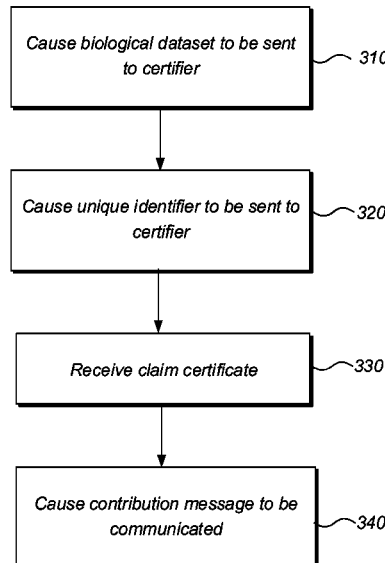 Cause biological dataset to be sent
to certifier
310
Cause unique identifier to be sent to
certifier
320
Receive claim certificate
330
Cause contribution message to be
communicated
340